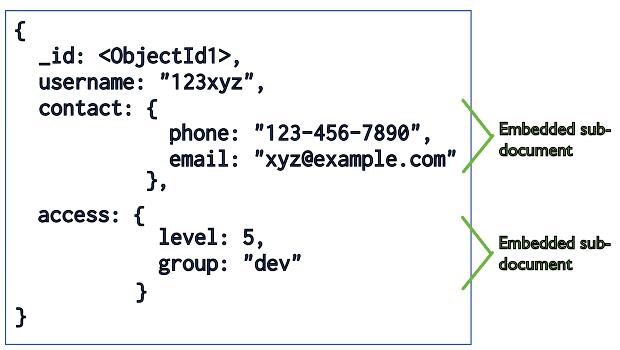 {
_id: <ObjectId1>,
username: "123xyz",
contact: {
phone: "123-456-7890",
email: "xyz@example.com"
},
access: {
level: 5,
group: "dev"
}
}
Embedded sub-
document
Embedded sub-
document